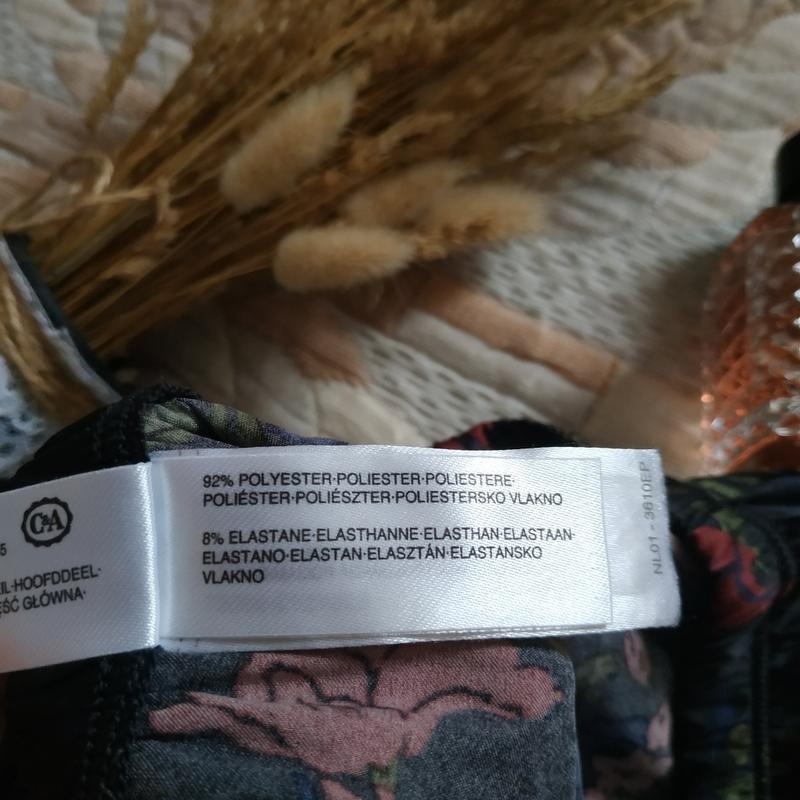 C&A
5
IL·HOOFDDEEL·
ĘŚĆ GŁÓWNA·
92% POLYESTER·POLIESTER·POLIESTERE·
POLIÉSTER·POLIÉSZTER·POLIESTERSKO VLAKNO
8% ELASTANE·ELASTHANNE·ELASTHAN·ELASTAAN·
ELASTANO·ELASTAN·ELASZTÁN·ELASTANSKO
VLAKNO
NL01 - 3610EP